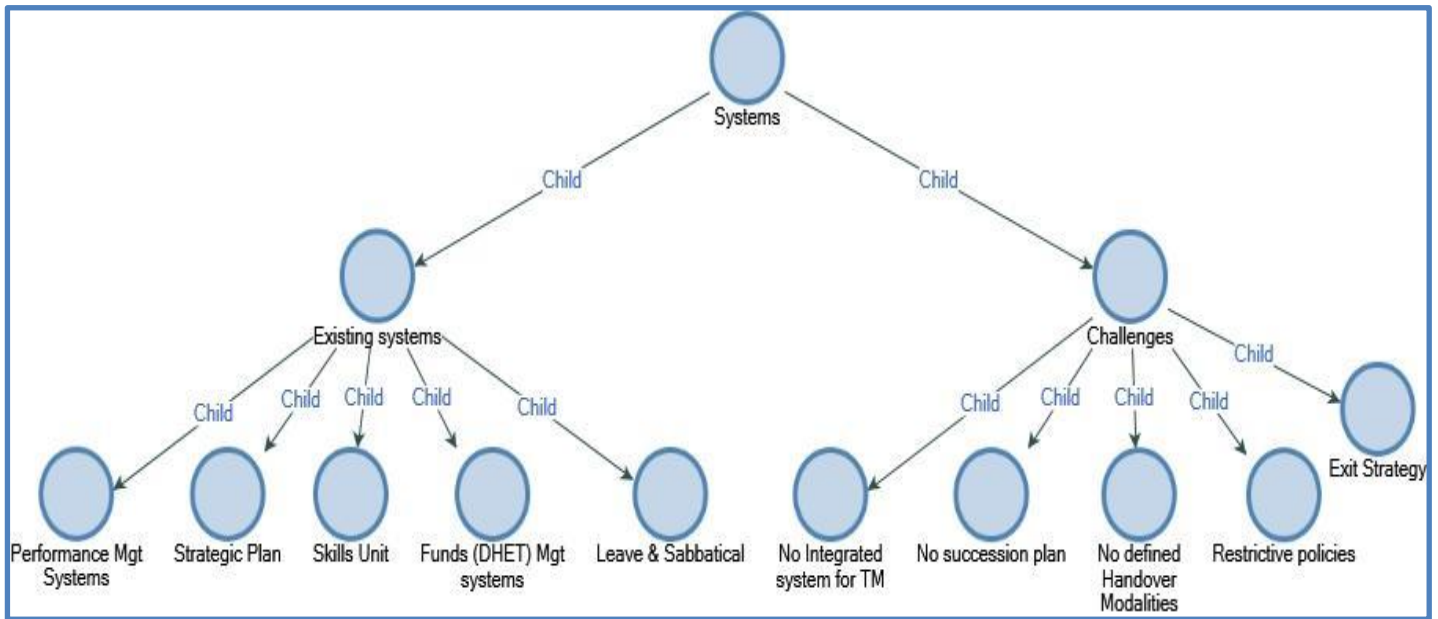 Systems
Child
Child
Existing systems
Challenges
Child
Child
Child
Child
Child
Child
Child
Child
Child
Child
Exit Strategy
Performance Mgt
Systems
Strategic Plan
Skills Unit
Funds (DHET) Mgt
systems
Leave & Sabbatical
No Integrated
system for TM
No succession plan
No defined
Handover
Modalities
Restrictive policies